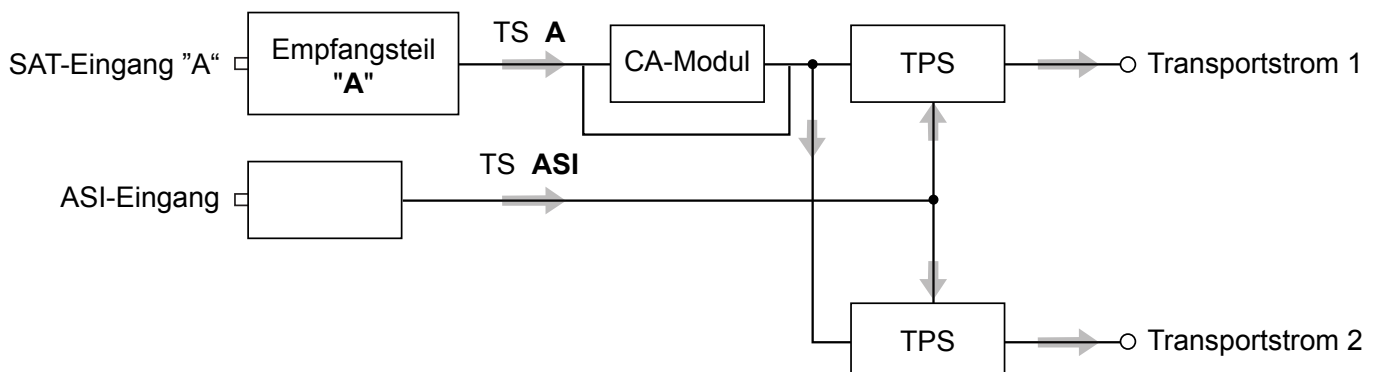 SAT-Eingang ”A“
Empfangsteil
"A"
TS A
CA-Modul
TPS
Transportstrom 1
ASI-Eingang
TS ASI
TPS
Transportstrom 2